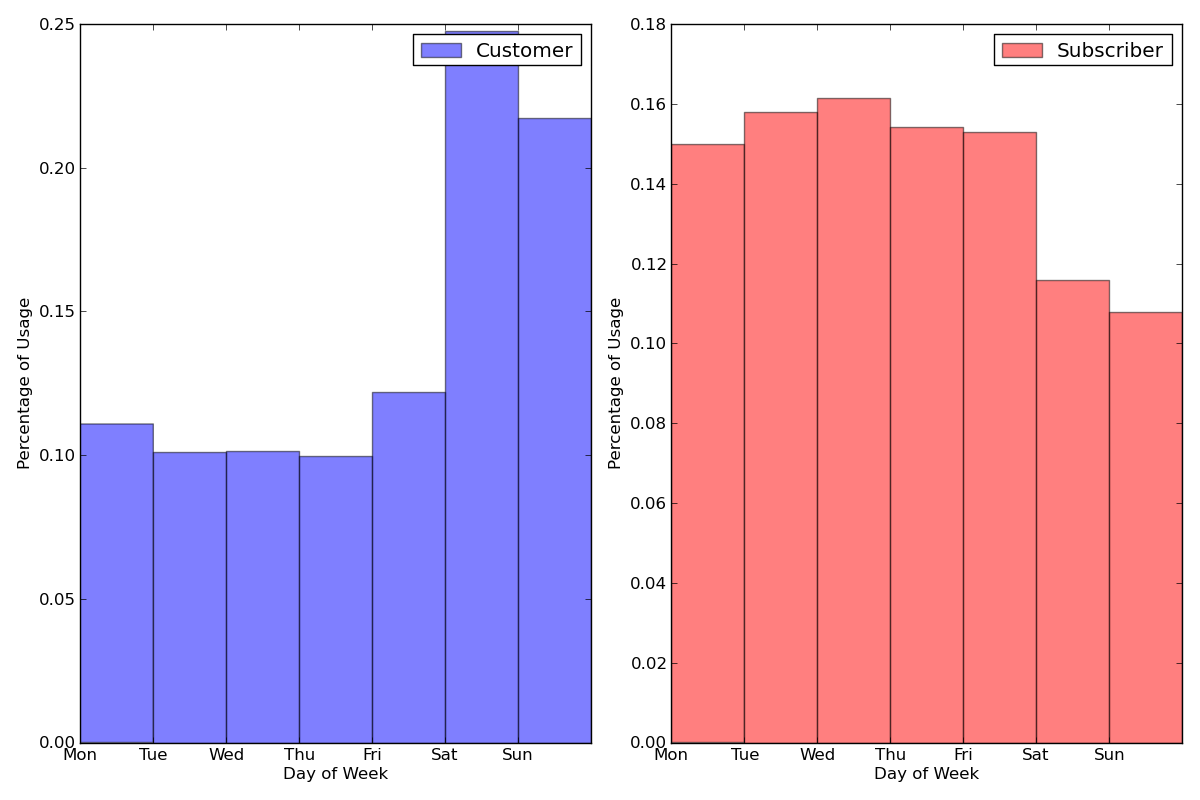 Customer
0.25
0.20
0.15
0.10
0.05
0.00
Percentage of Usage
Mon Tue Wed Thu Fri Sat Sun
Day of Week
Subscriber
0.18
0.16
0.14
0.12
0.10
0.08
0.06
0.04
0.02
0.00
Percentage of Usage
Mon Tue Wed Thu Fri Sat Sun
Day of Week